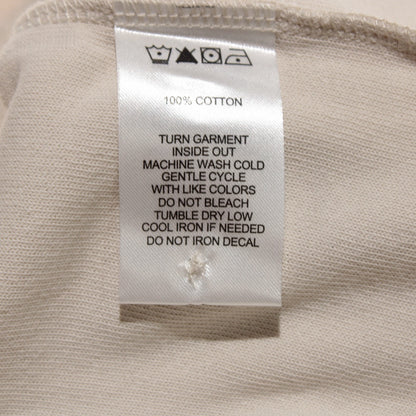 100% COTTON
TURN GARMENT
INSIDE OUT
MACHINE WASH COLD
GENTLE CYCLE
WITH LIKE COLORS
DO NOT BLEACH
TUMBLE DRY LOW
COOL IRON IF NEEDED
DO NOT IRON DECAL